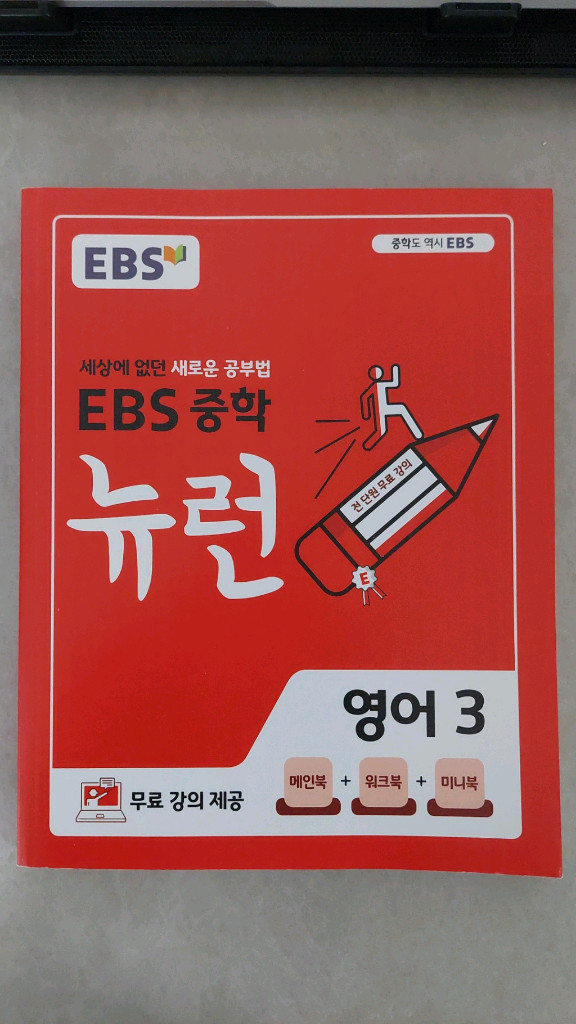 EBS
중학도 역시 EBS
세상에 없던 새로운 공부법
EBS 중학
뉴런
전 단원 무료 강의
E
영어 3
무료 강의 제공
메인북 + 워크북 + 미니북